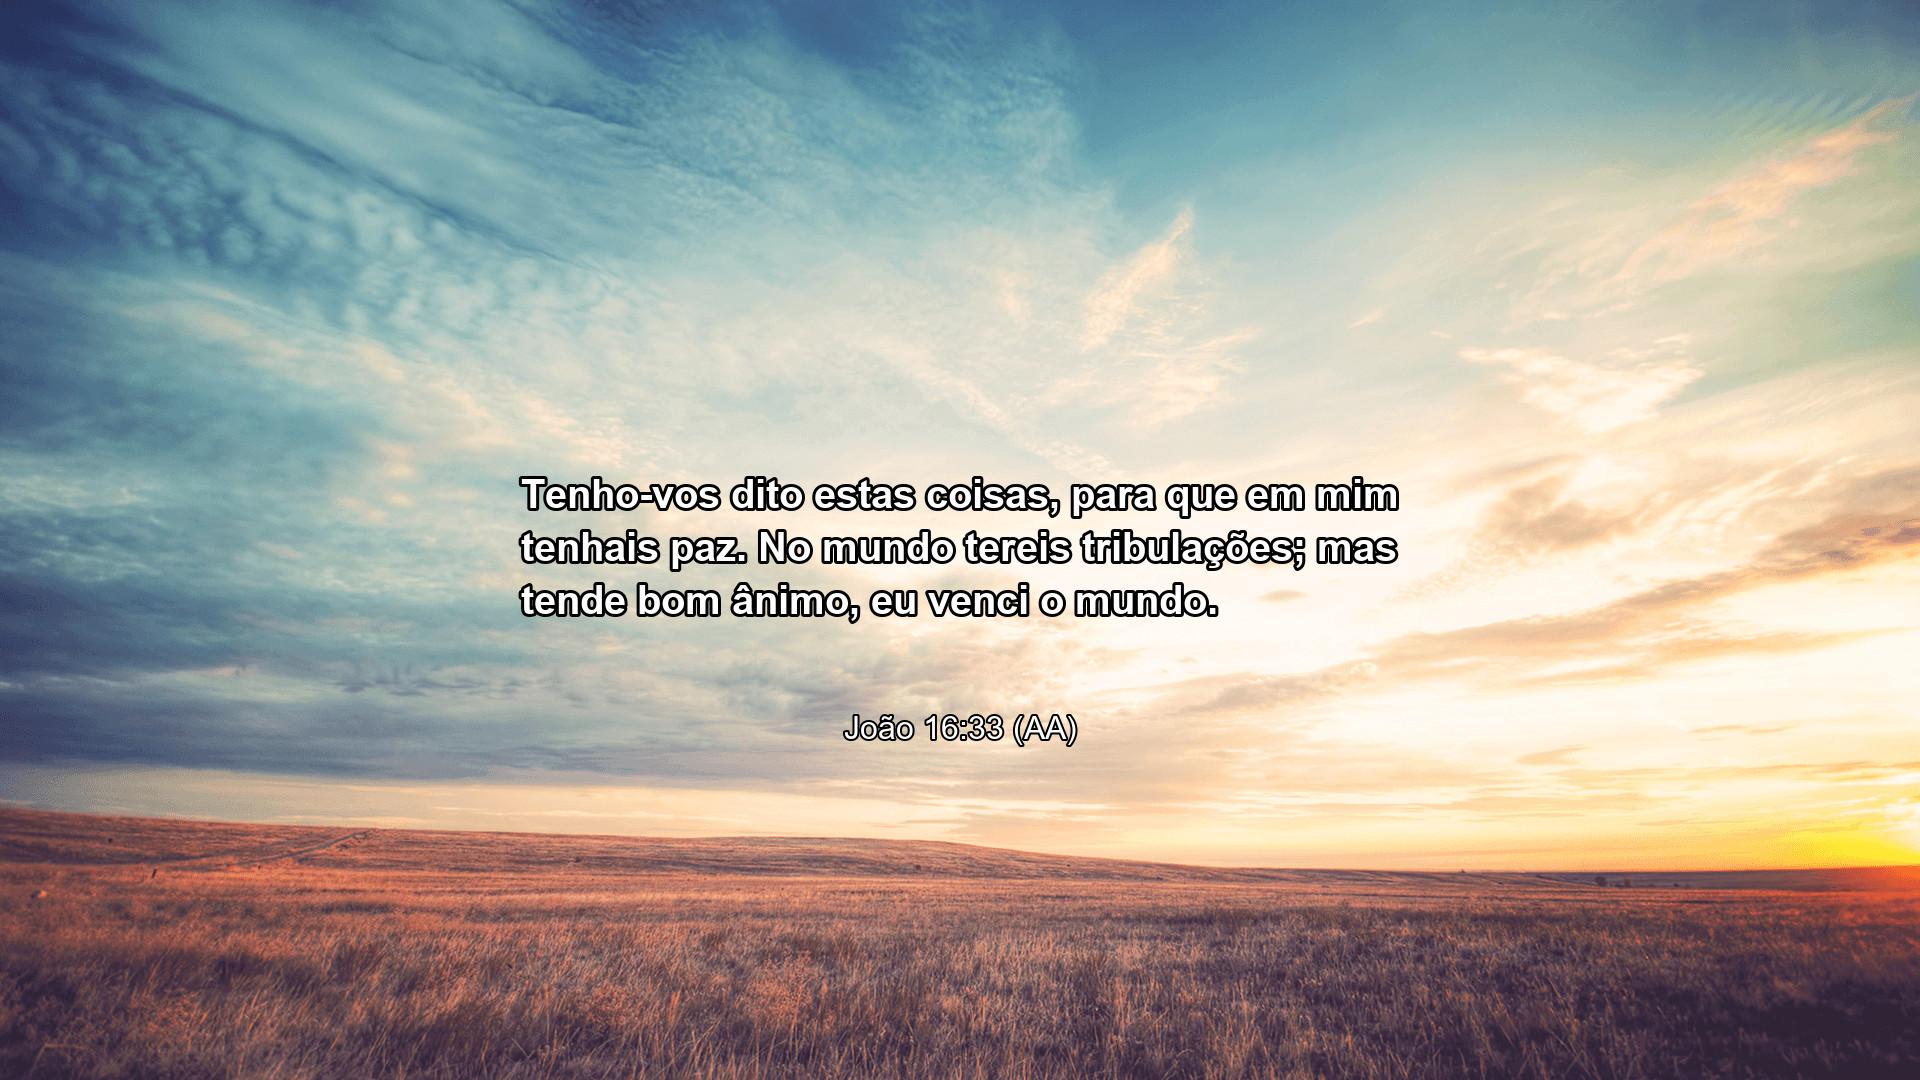 Tenho-vos dito estas coisas, para que em mim
tenhais paz. No mundo tereis tribulações; mas
tende bom ânimo, eu venci o mundo.
João 16:33 (AA)